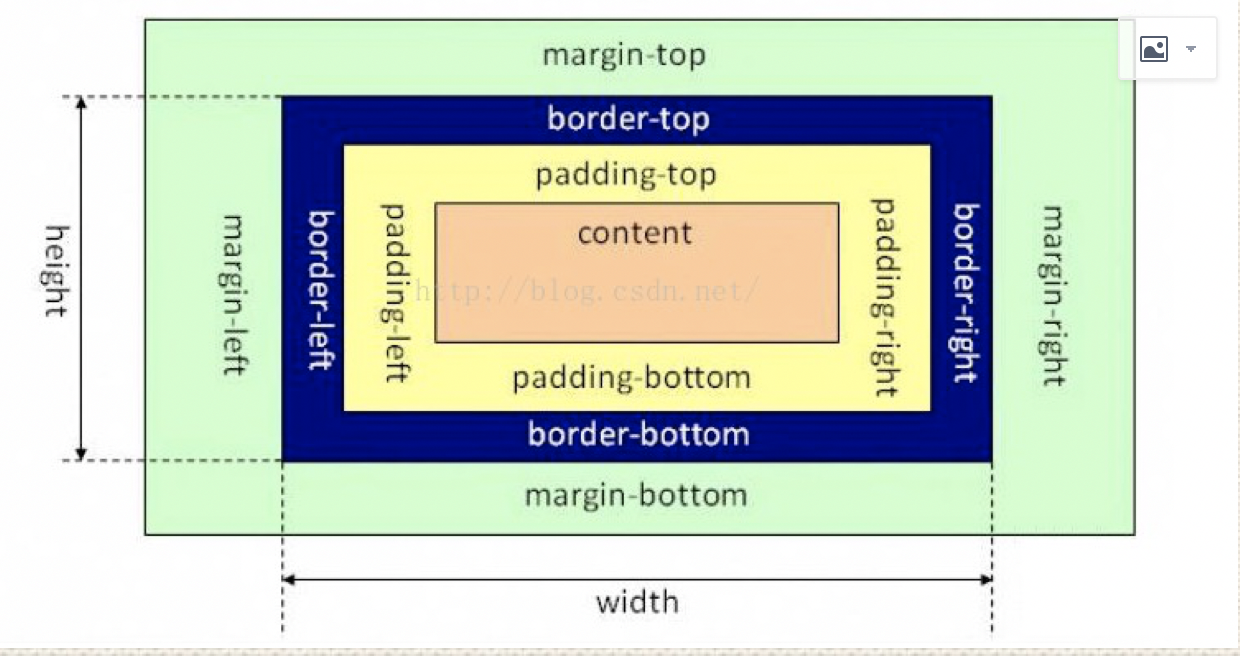 margin-top
border-top
padding-top
content
height
margin-left
border-left
padding-left
http://blog.csdn.net/
padding-right
border-right
margin-right
padding-bottom
border-bottom
margin-bottom
width